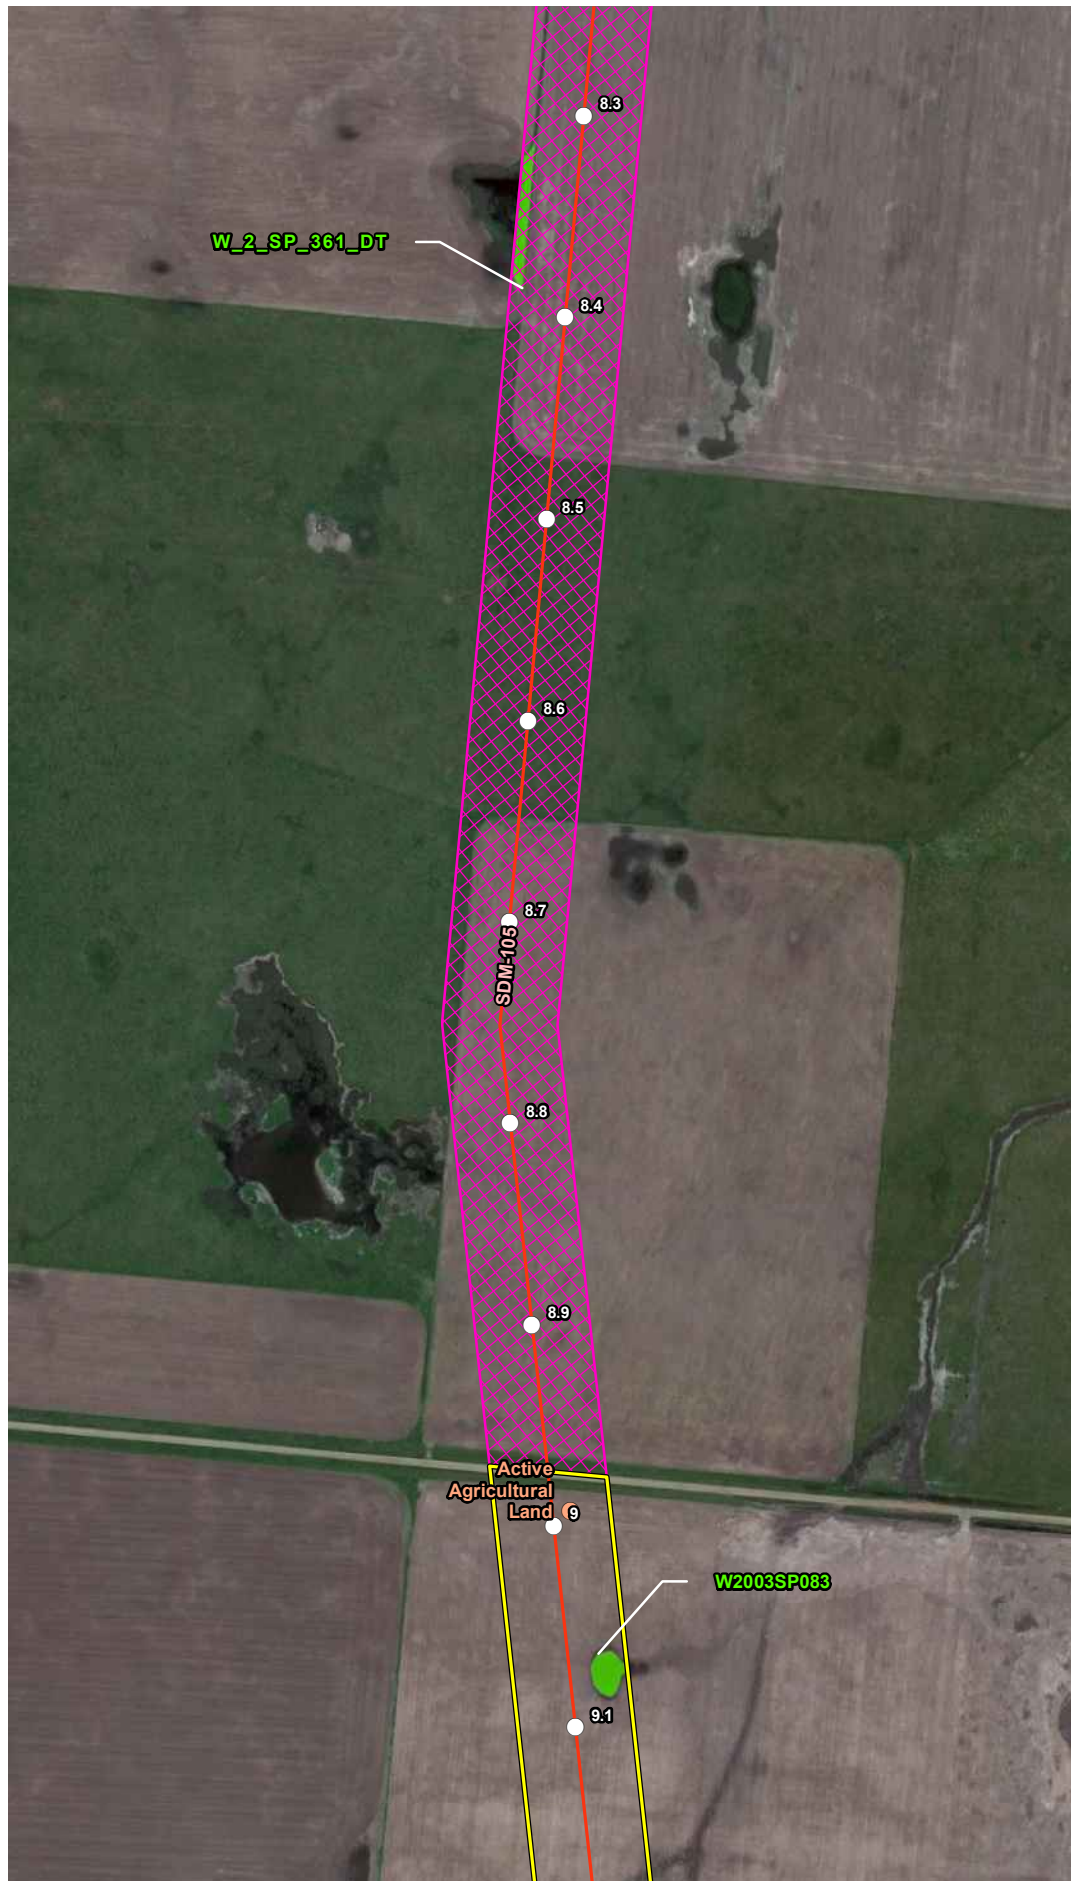 8.3
W_2_SP_361_DT
8.4
8.5
8.6
8.7
SDM-105
8.8
8.9
Active
Agricultural
Land
9
W2003SP083
9.1